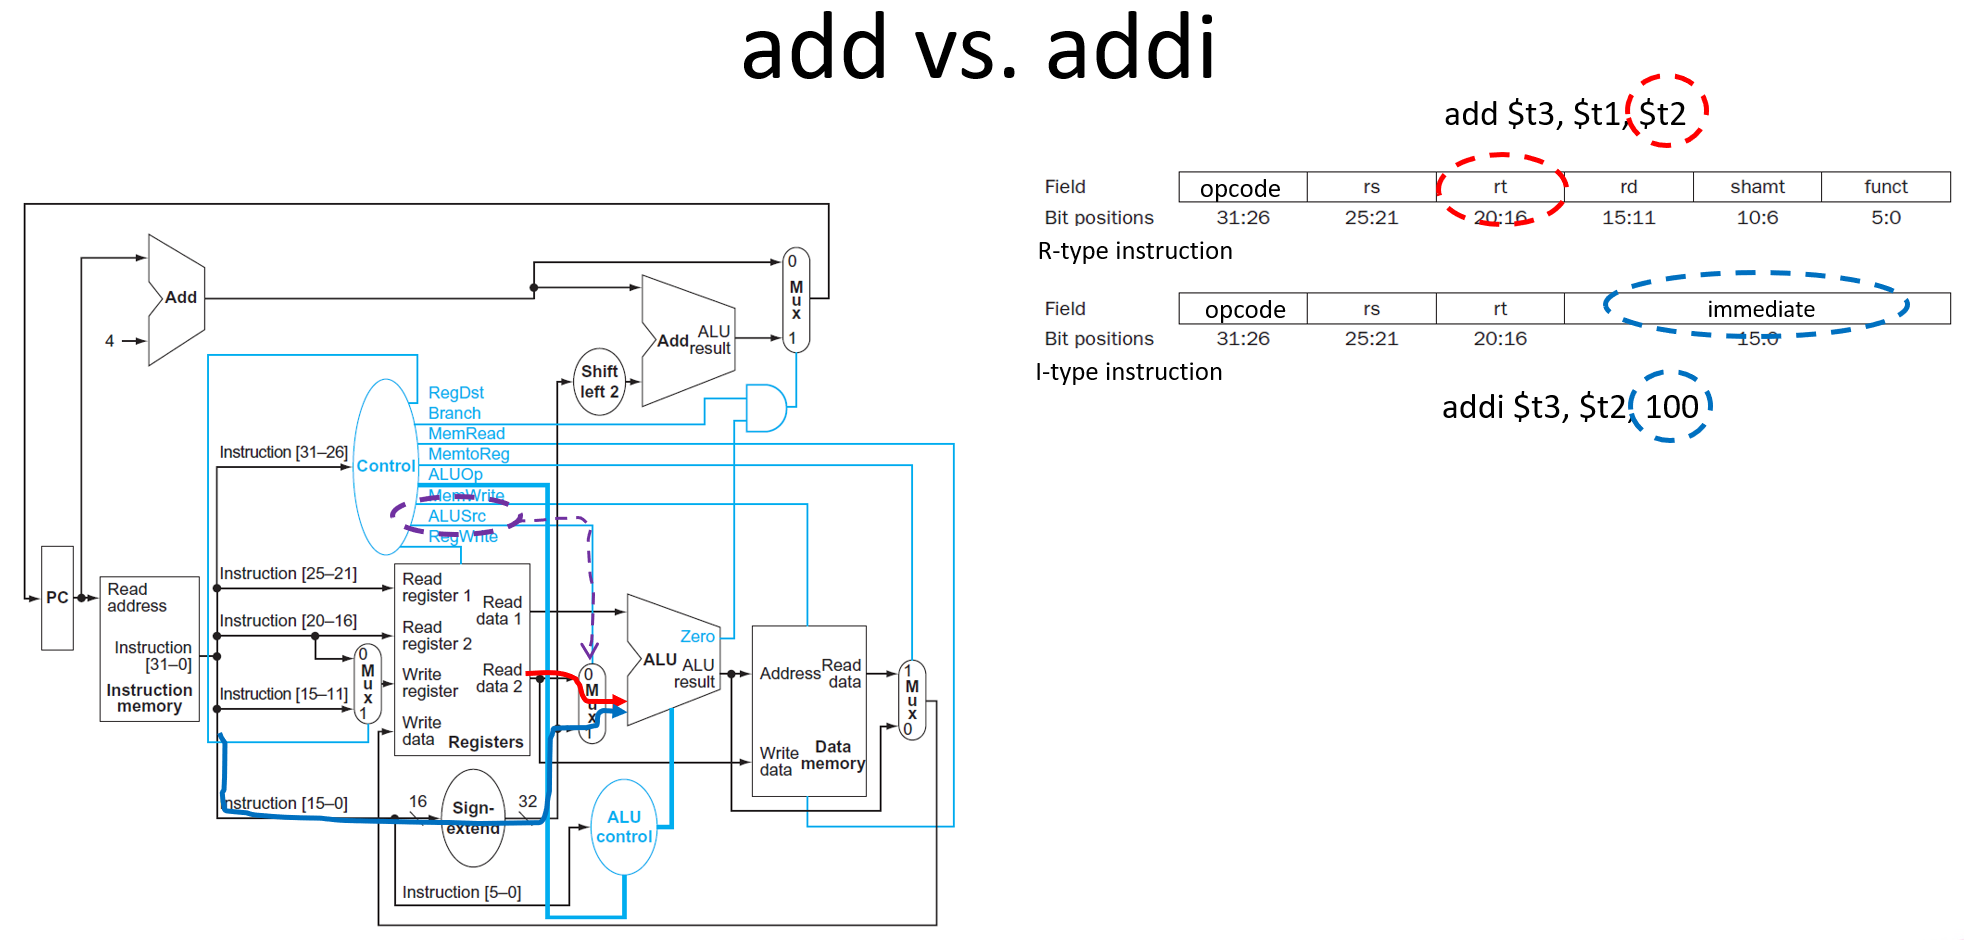 add vs. addi
add $t3, $t1, $t2
Field opcode rs rt rd shamt funct
Bit positions 31:26 25:21 20:16 15:11 10:6 5:0
R-type instruction
Field opcode rs rt immediate
Bit positions 31:26 25:21 20:16 15:0
I-type instruction
addi $t3, $t2, 100
Add
4
0
Mux
1
Add ALU
result
Shift
left 2
RegDst
Branch
MemRead
MemtoReg
ALUOp
MemWrite
ALUSrc
RegWrite
Control
Instruction [31–26]
Instruction [25–21]
Instruction [20–16]
Instruction [15–11]
Instruction [15–0]
Instruction [5–0]
PC
Read
address
Instruction
[31–0]
Instruction
memory
0
Mux
1
Read
register 1
Read
data 1
Read
register 2
Write
register
Read
data 2
Write
data
Registers
0
Mux
1
Zero
ALU ALU
result
Address Read
data
Write
data
Data
memory
1
Mux
0
16
Sign-
extend
32
ALU
control